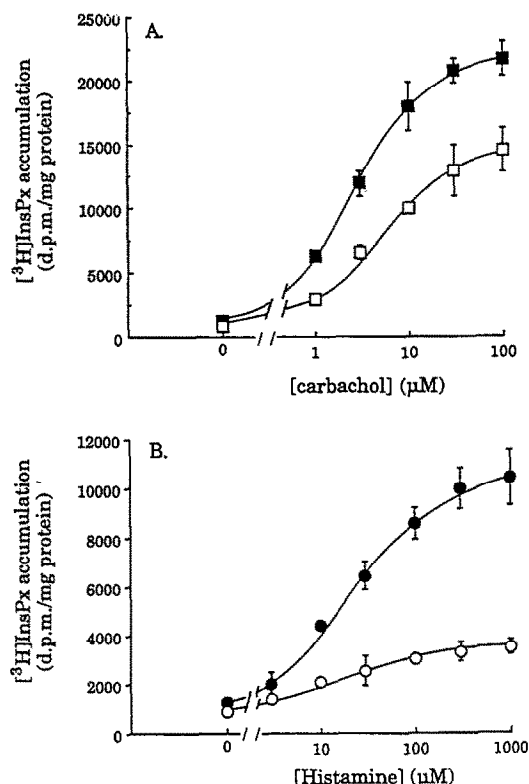 A.
[³H]InsPx accumulation
(d.p.m./mg protein)
25000
20000
15000
10000
5000
0
0
1
10
100
[carbachol] (μM)
B.
[³H]InsPx accumulation
(d.p.m./mg protein)
12000
10000
8000
6000
4000
2000
0
0
10
100
1000
[Histamine] (μM)